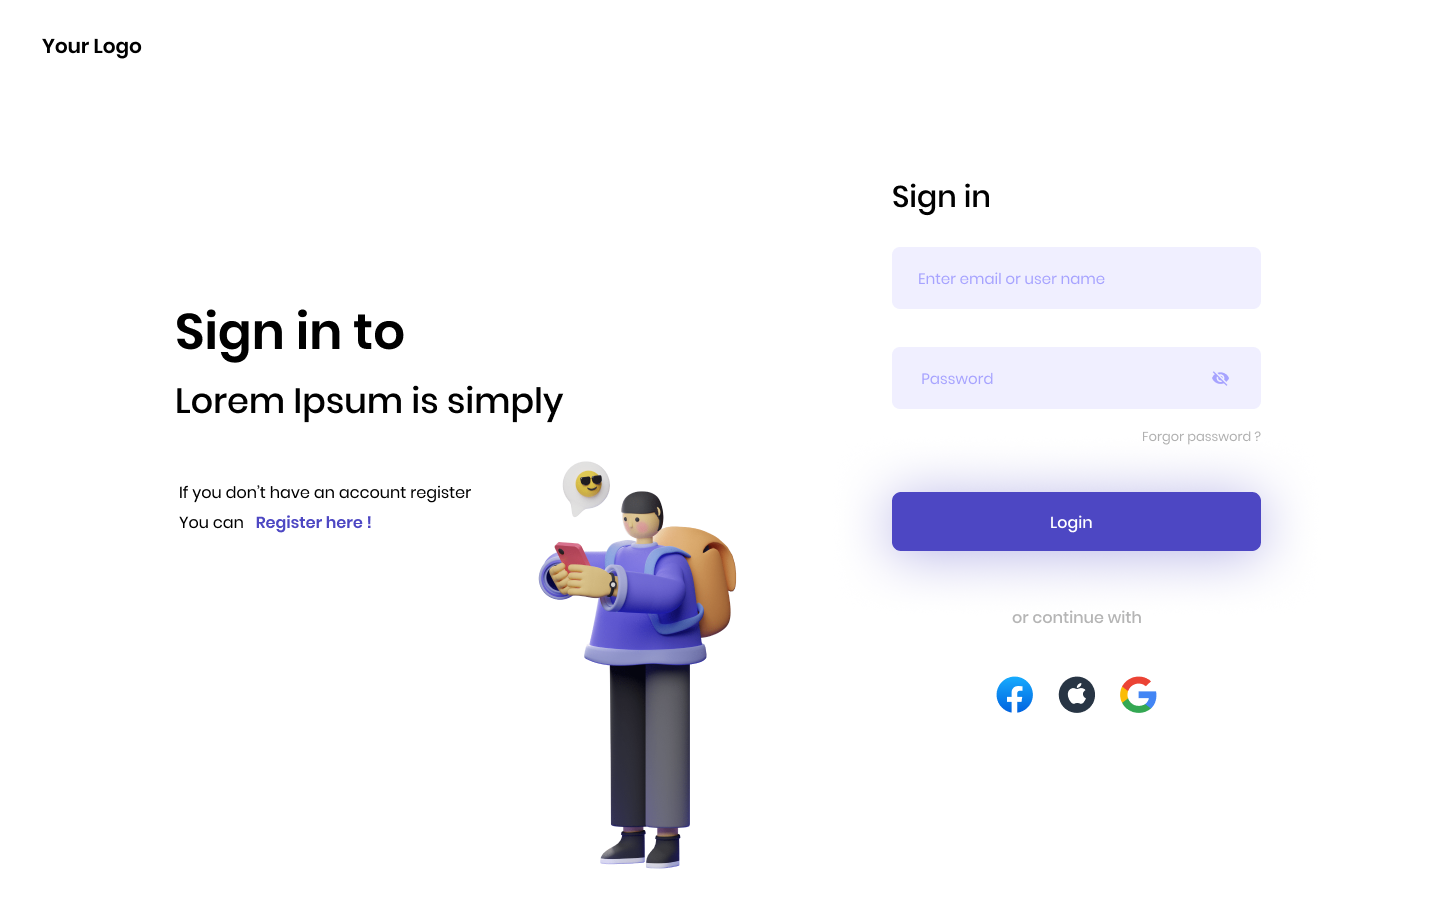 Your Logo
Sign in to
Lorem Ipsum is simply
If you don't have an account register
You can Register here !
Sign in
Enter email or user name
Password
Forgor password ?
Login
or continue with